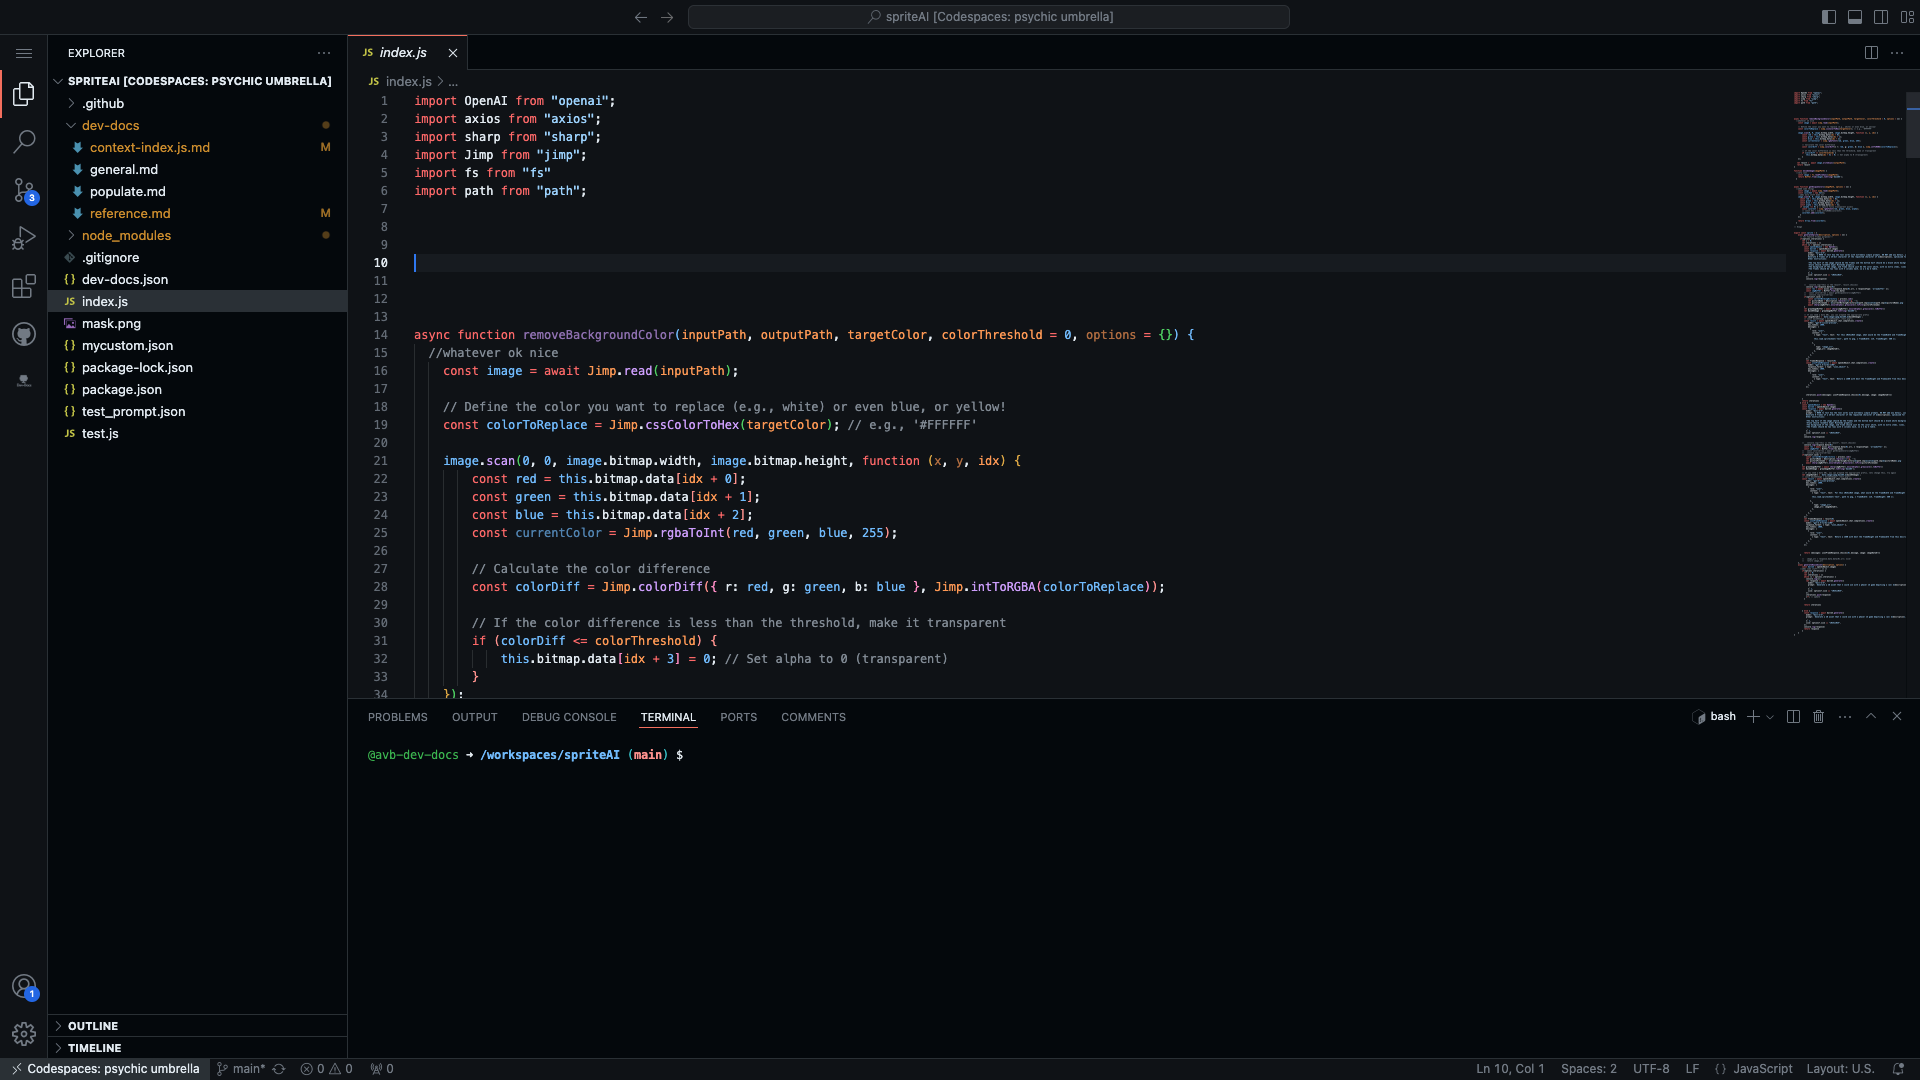 spriteAI [Codespaces: psychic umbrella]
EXPLORER
SPRITEAI [CODESPACES: PSYCHIC UMBRELLA]
.github
dev-docs
context-index.js.md M
general.md
populate.md
reference.md M
node_modules
.gitignore
{} dev-docs.json
JS index.js
mask.png
{} mycustom.json
{} package-lock.json
{} package.json
{} test_prompt.json
JS test.js
OUTLINE
TIMELINE
3
1
JS index.js
JS index.js > ...
1 import OpenAI from "openai";
2 import axios from "axios";
3 import sharp from "sharp";
4 import Jimp from "jimp";
5 import fs from "fs"
6 import path from "path";
7
8
9
10
11
12
13
14 async function removeBackgroundColor(inputPath, outputPath, targetColor, colorThreshold = 0, options = {}) {
15 //whatever ok nice
16 const image = await Jimp.read(inputPath);
17
18 // Define the color you want to replace (e.g., white) or even blue, or yellow!
19 const colorToReplace = Jimp.cssColorToHex(targetColor); // e.g., '#FFFFFF'
20
21 image.scan(0, 0, image.bitmap.width, image.bitmap.height, function (x, y, idx) {
22 const red = this.bitmap.data[idx + 0];
23 const green = this.bitmap.data[idx + 1];
24 const blue = this.bitmap.data[idx + 2];
25 const currentColor = Jimp.rgbaToInt(red, green, blue, 255);
26
27 // Calculate the color difference
28 const colorDiff = Jimp.colorDiff({ r: red, g: green, b: blue }, Jimp.intToRGBA(colorToReplace));
29
30 // If the color difference is less than the threshold, make it transparent
31 if (colorDiff <= colorThreshold) {
32 this.bitmap.data[idx + 3] = 0; // Set alpha to 0 (transparent)
33 }
34 });
PROBLEMS OUTPUT DEBUG CONSOLE TERMINAL PORTS COMMENTS
bash
@avb-dev-docs → /workspaces/spriteAI (main) $
Codespaces: psychic umbrella main* 0 0 0
Ln 10, Col 1 Spaces: 2 UTF-8 LF {} JavaScript Layout: U.S.